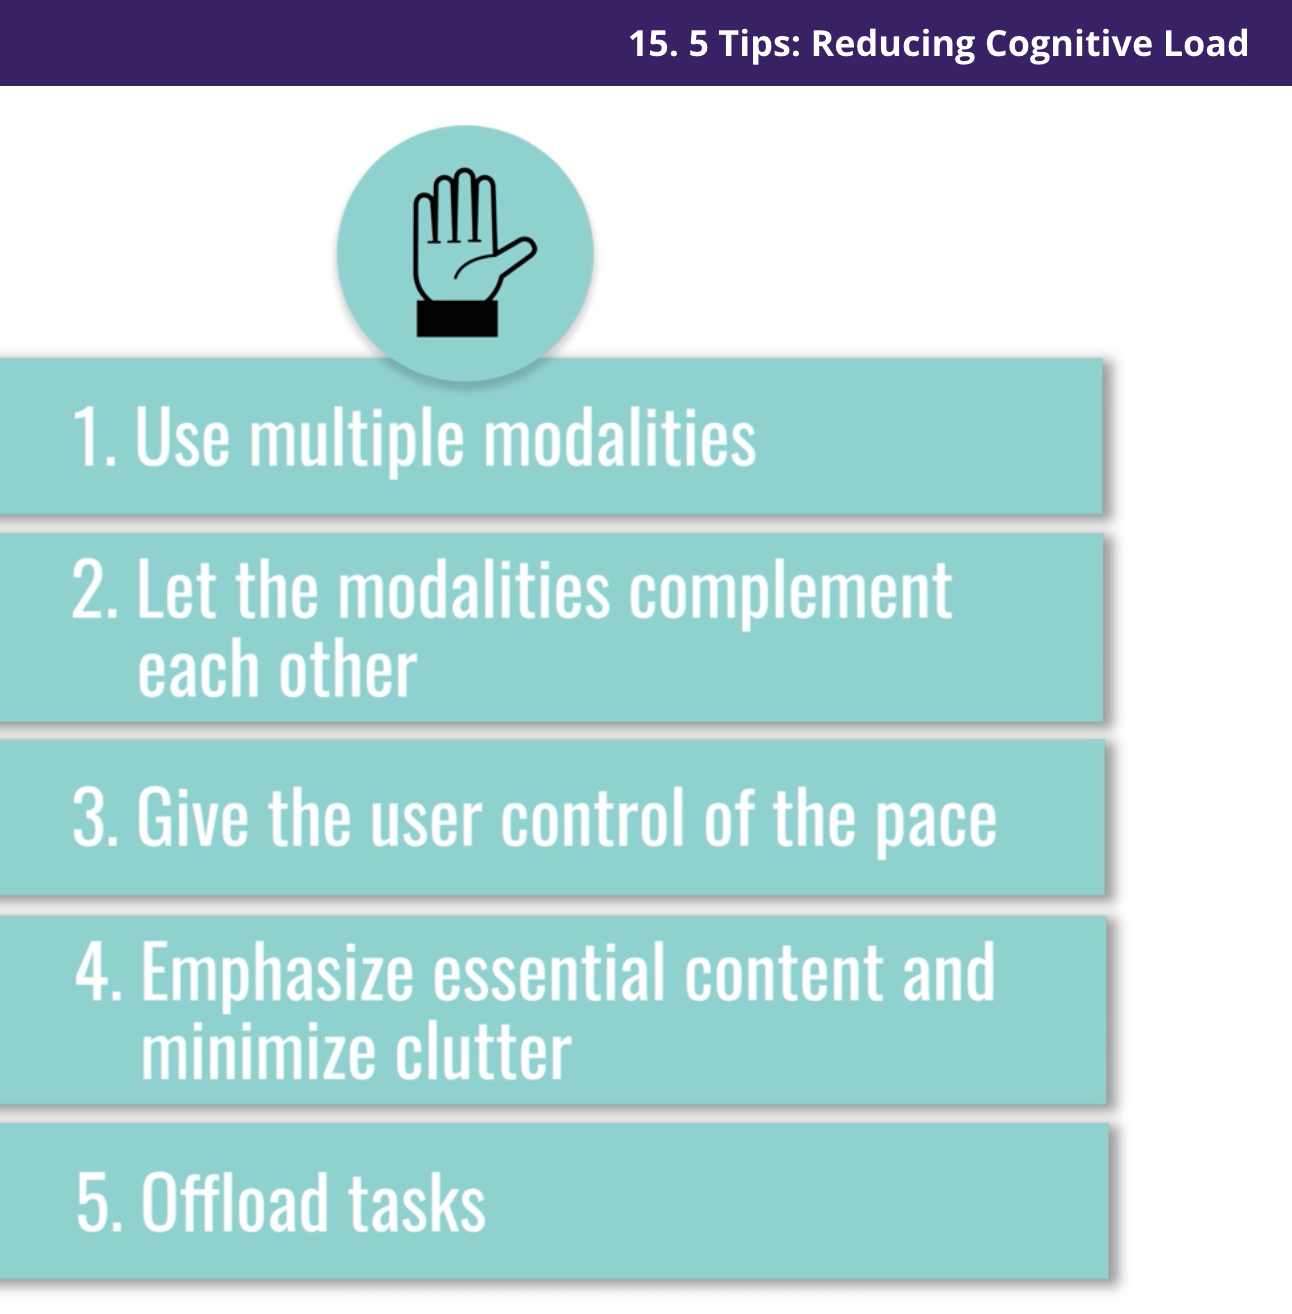 15. 5 Tips: Reducing Cognitive Load
1. Use multiple modalities
2. Let the modalities complement
each other
3. Give the user control of the pace
4. Emphasize essential content and
minimize clutter
5. Offload tasks